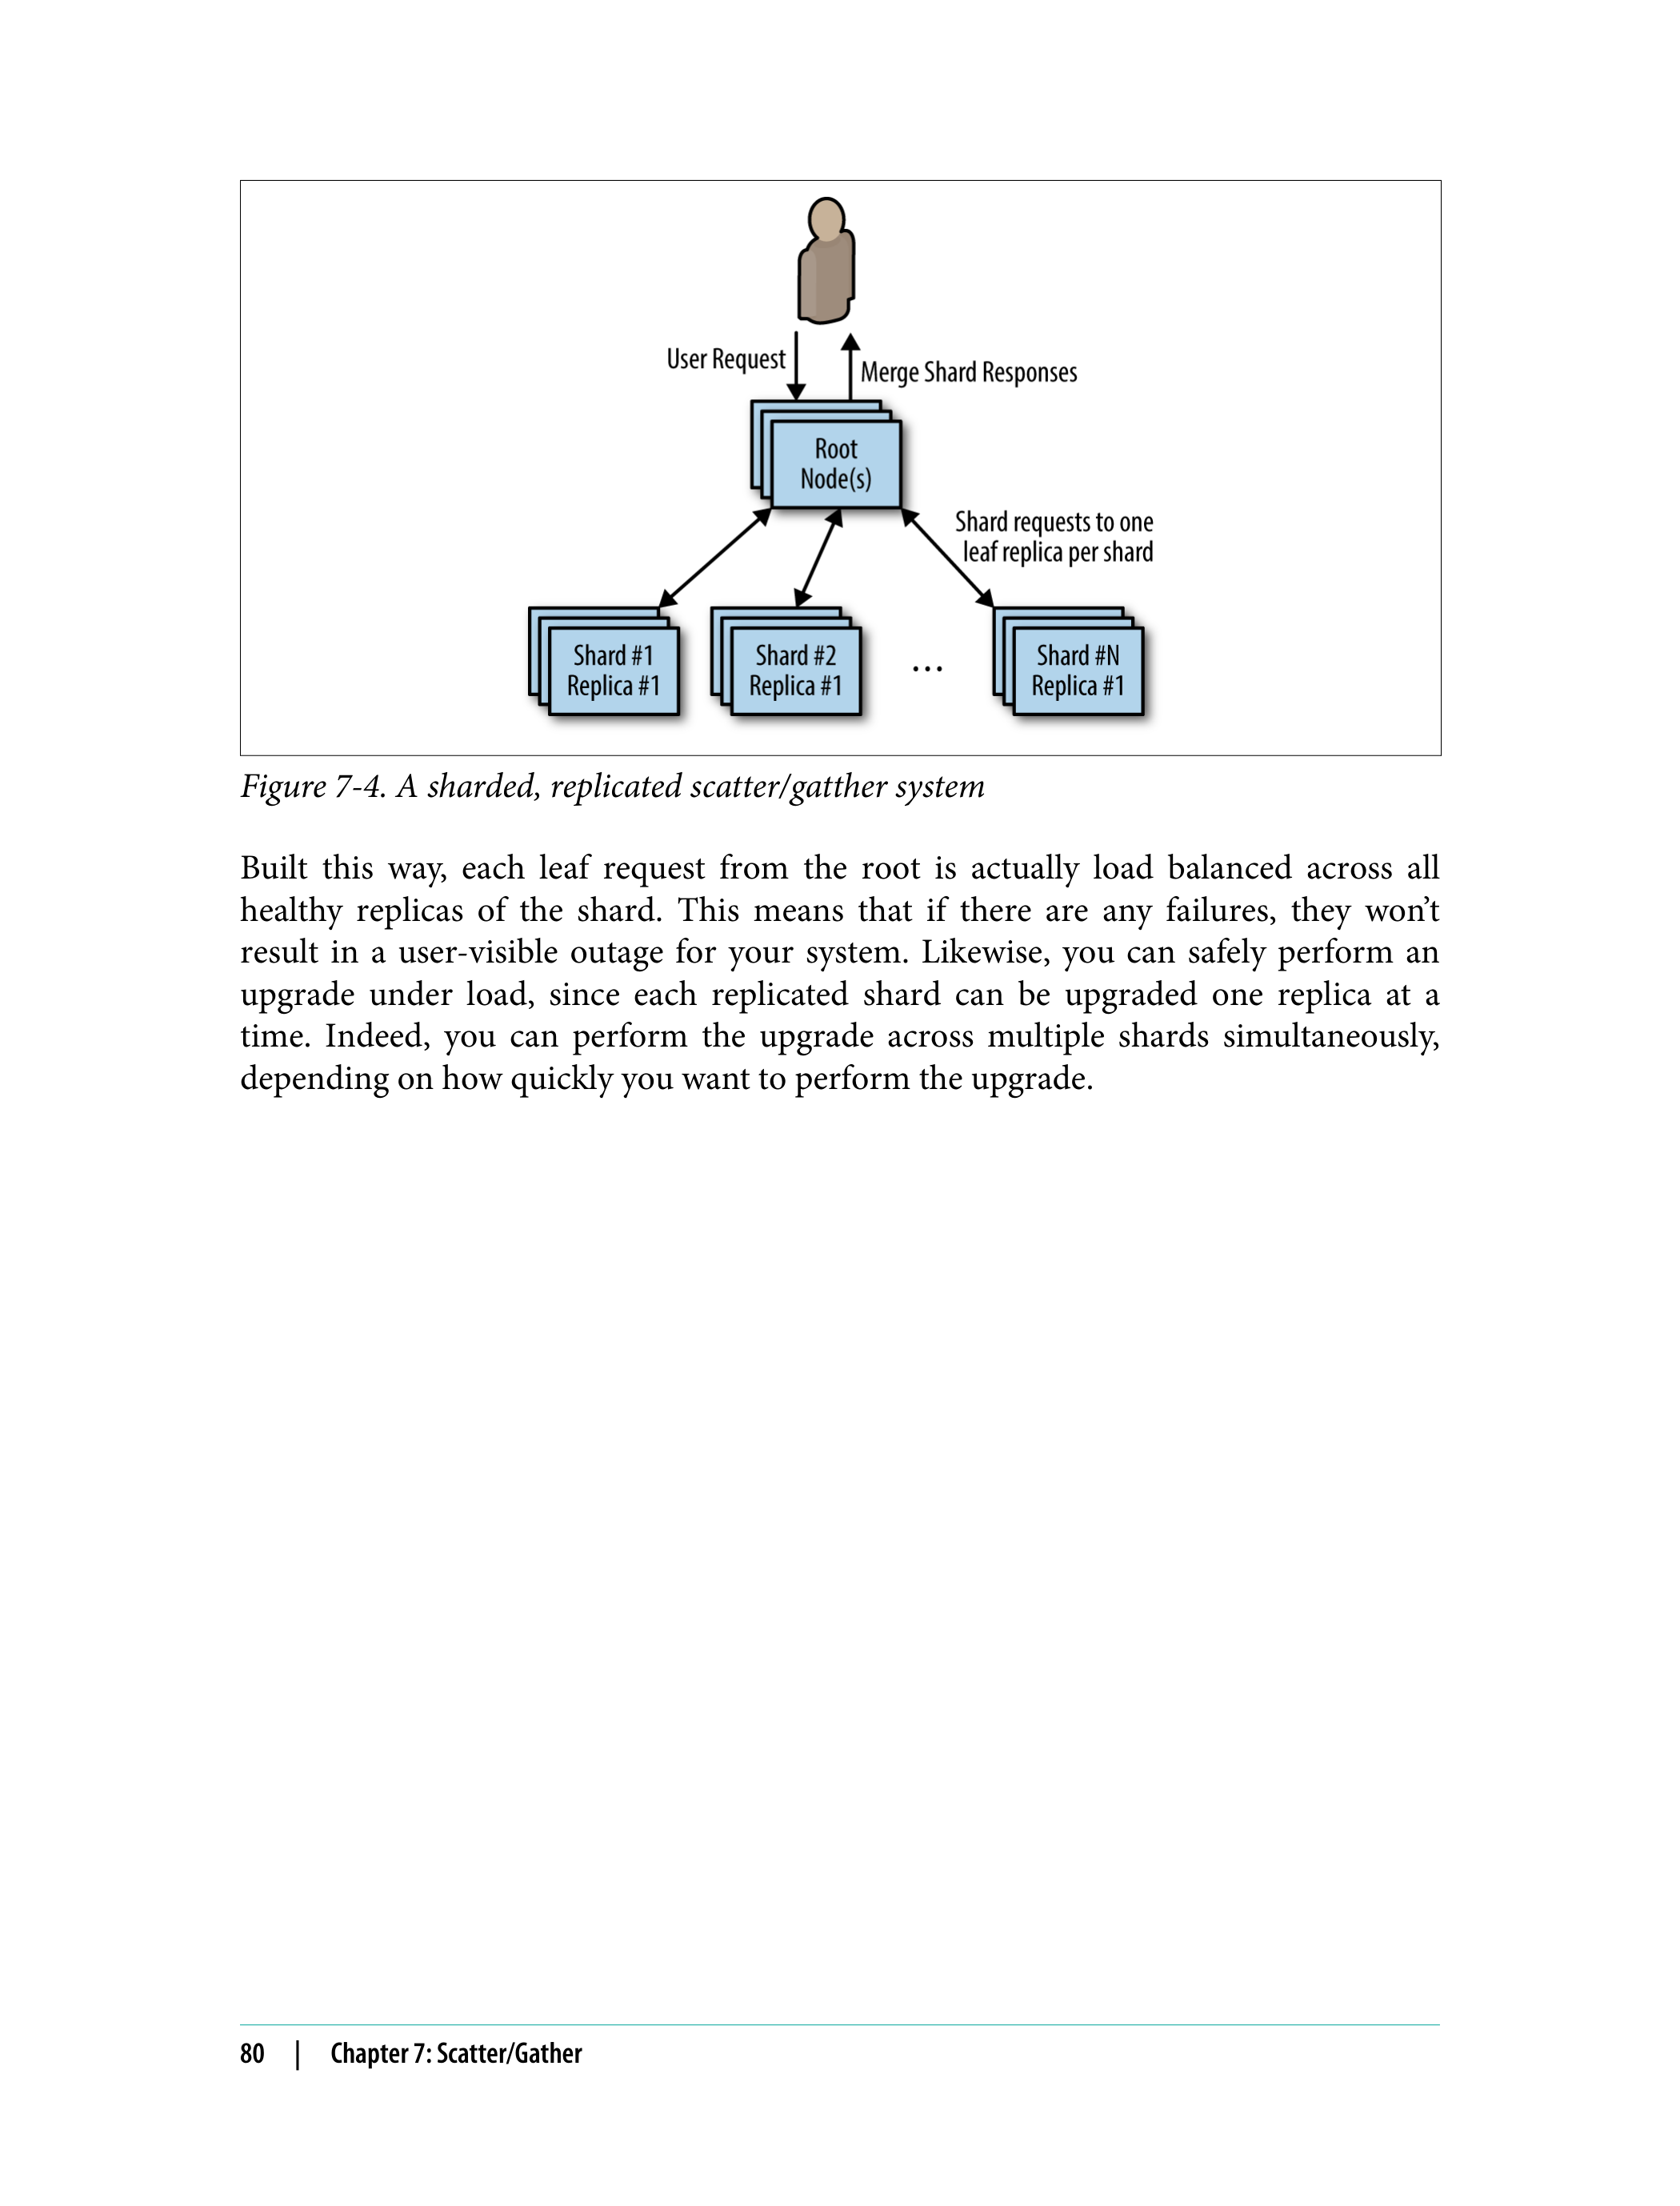 User Request
Merge Shard Responses
Root
Node(s)
Shard requests to one
leaf replica per shard
Shard #1
Replica #1
Shard #2
Replica #1
...
Shard #N
Replica #1
Figure 7-4. A sharded, replicated scatter/gatther system
Built this way, each leaf request from the root is actually load balanced across all
healthy replicas of the shard. This means that if there are any failures, they won’t
result in a user-visible outage for your system. Likewise, you can safely perform an
upgrade under load, since each replicated shard can be upgraded one replica at a
time. Indeed, you can perform the upgrade across multiple shards simultaneously,
depending on how quickly you want to perform the upgrade.
80 | Chapter 7: Scatter/Gather